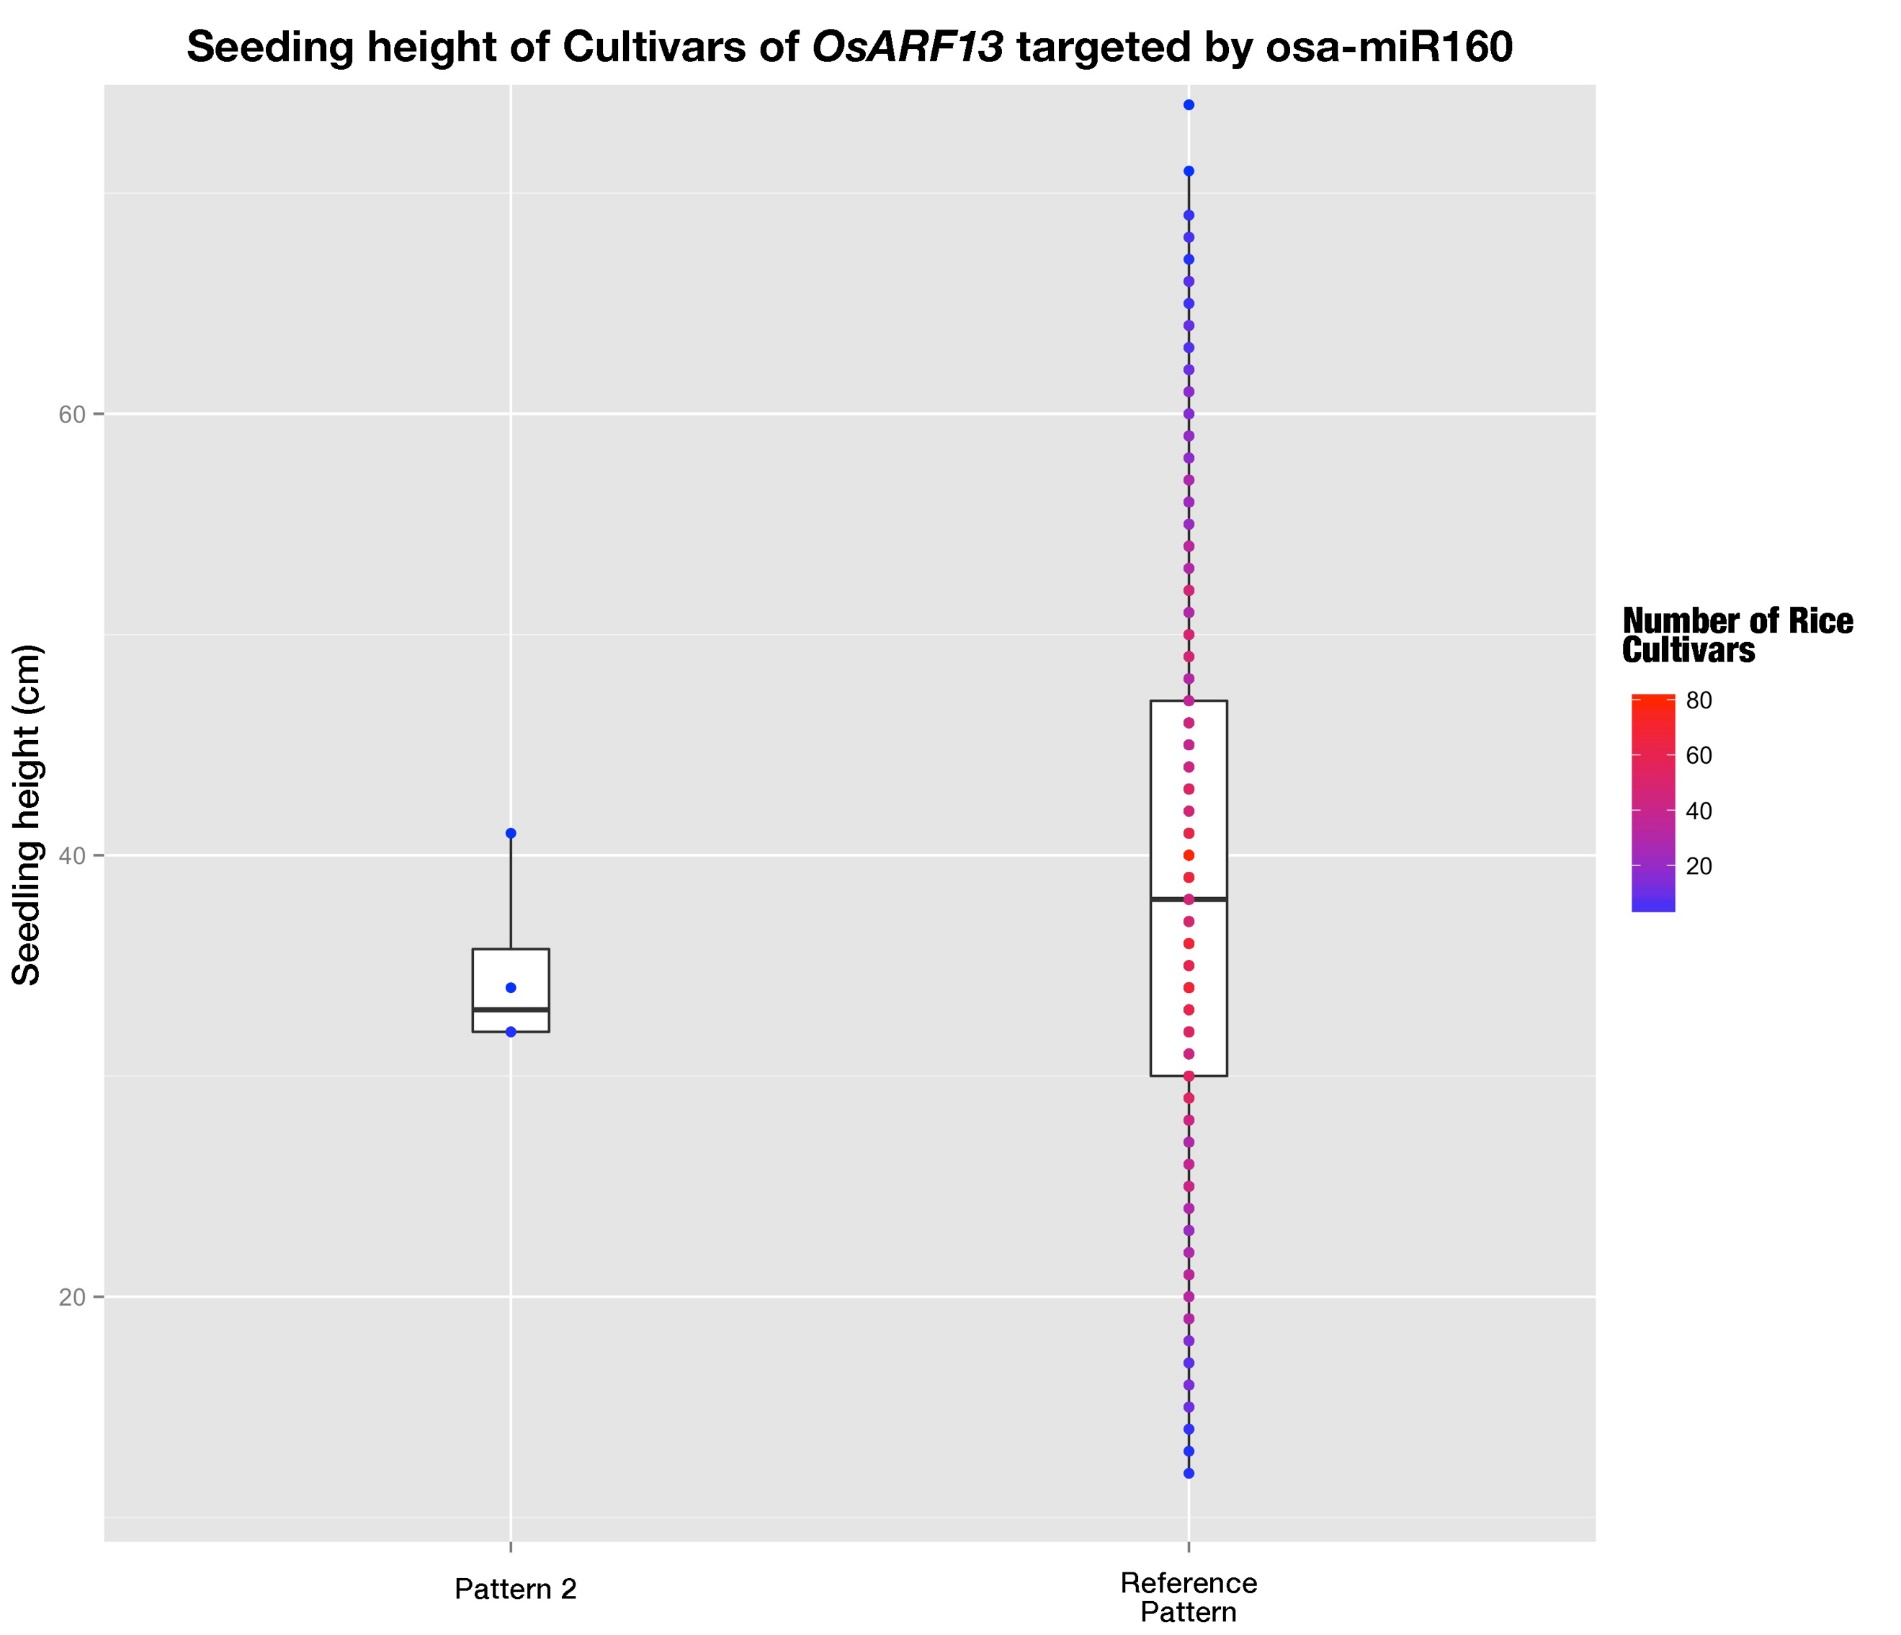 Seeding height of Cultivars of OsARF13 targeted by osa-miR160
Seedling height (cm)
60
40
20
Pattern 2
Reference
Pattern
Number of Rice
Cultivars
80
60
40
20